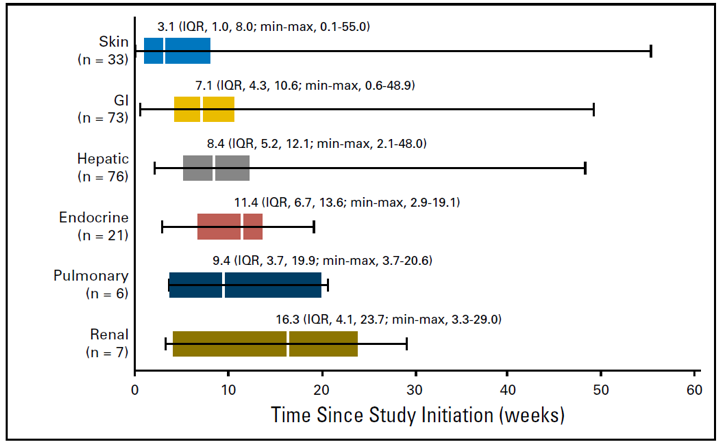 3.1 (IQR, 1.0, 8.0; min-max, 0.1-55.0)
Skin
(n = 33)
7.1 (IQR, 4.3, 10.6; min-max, 0.6-48.9)
GI
(n = 73)
8.4 (IQR, 5.2, 12.1; min-max, 2.1-48.0)
Hepatic
(n = 76)
11.4 (IQR, 6.7, 13.6; min-max, 2.9-19.1)
Endocrine
(n = 21)
9.4 (IQR, 3.7, 19.9; min-max, 3.7-20.6)
Pulmonary
(n = 6)
16.3 (IQR, 4.1, 23.7; min-max, 3.3-29.0)
Renal
(n = 7)
0 10 20 30 40 50 60
Time Since Study Initiation (weeks)